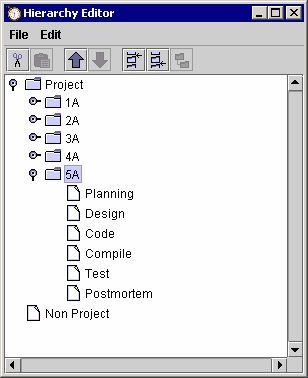 Hierarchy Editor
File Edit
Project
1A
2A
3A
4A
5A
Planning
Design
Code
Compile
Test
Postmortem
Non Project